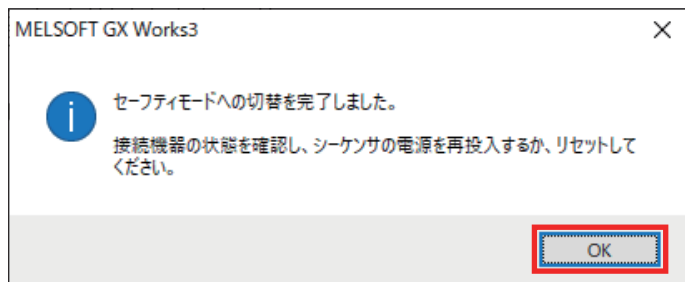 MELSOFT GX Works3
セーフティモードへの切替を完了しました。
接続機器の状態を確認し、シーケンサの電源を再投入するか、リセットして
ください。
OK